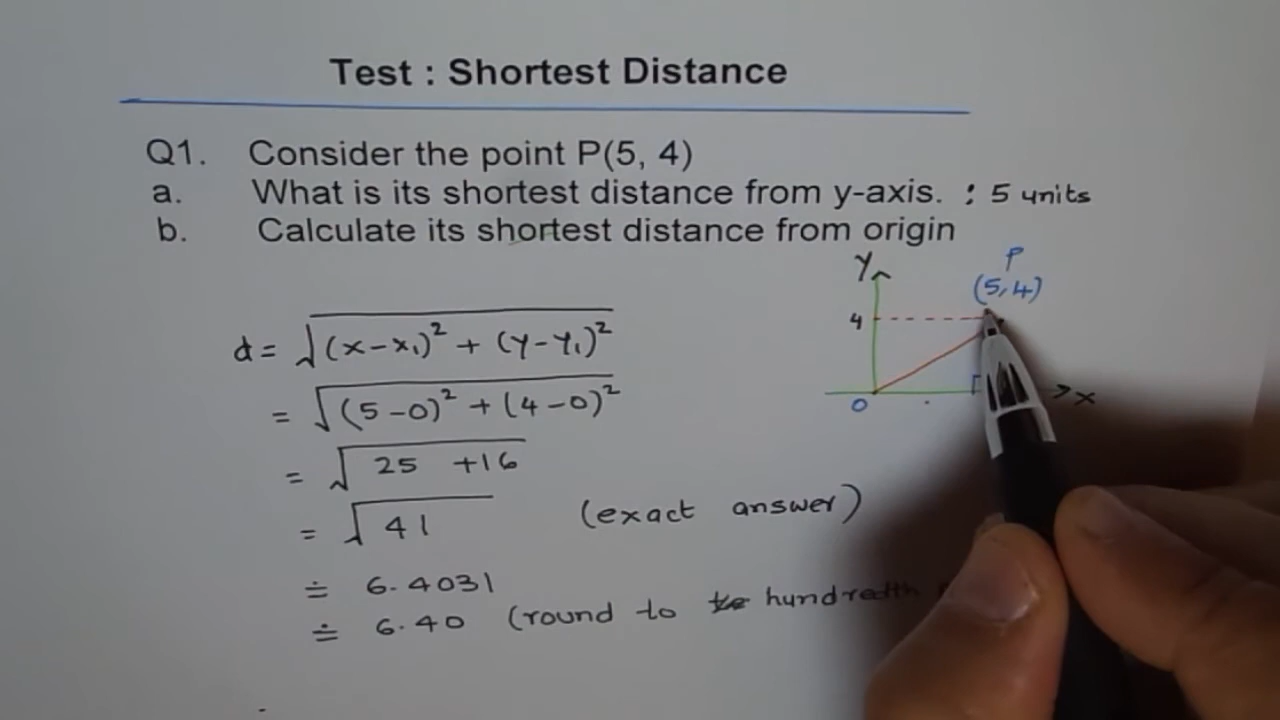 Test : Shortest Distance
Q1. Consider the point P(5, 4)
a. What is its shortest distance from y-axis. : 5 units
b. Calculate its shortest distance from origin
Y
P
(5,4)
4
O
X
d = √(x-x₁)² + (y-y₁)²
= √(5-0)² + (4-0)²
= √25 +16
= √41 (exact answer)
≐ 6.4031
≐ 6.40 (round to hundredth